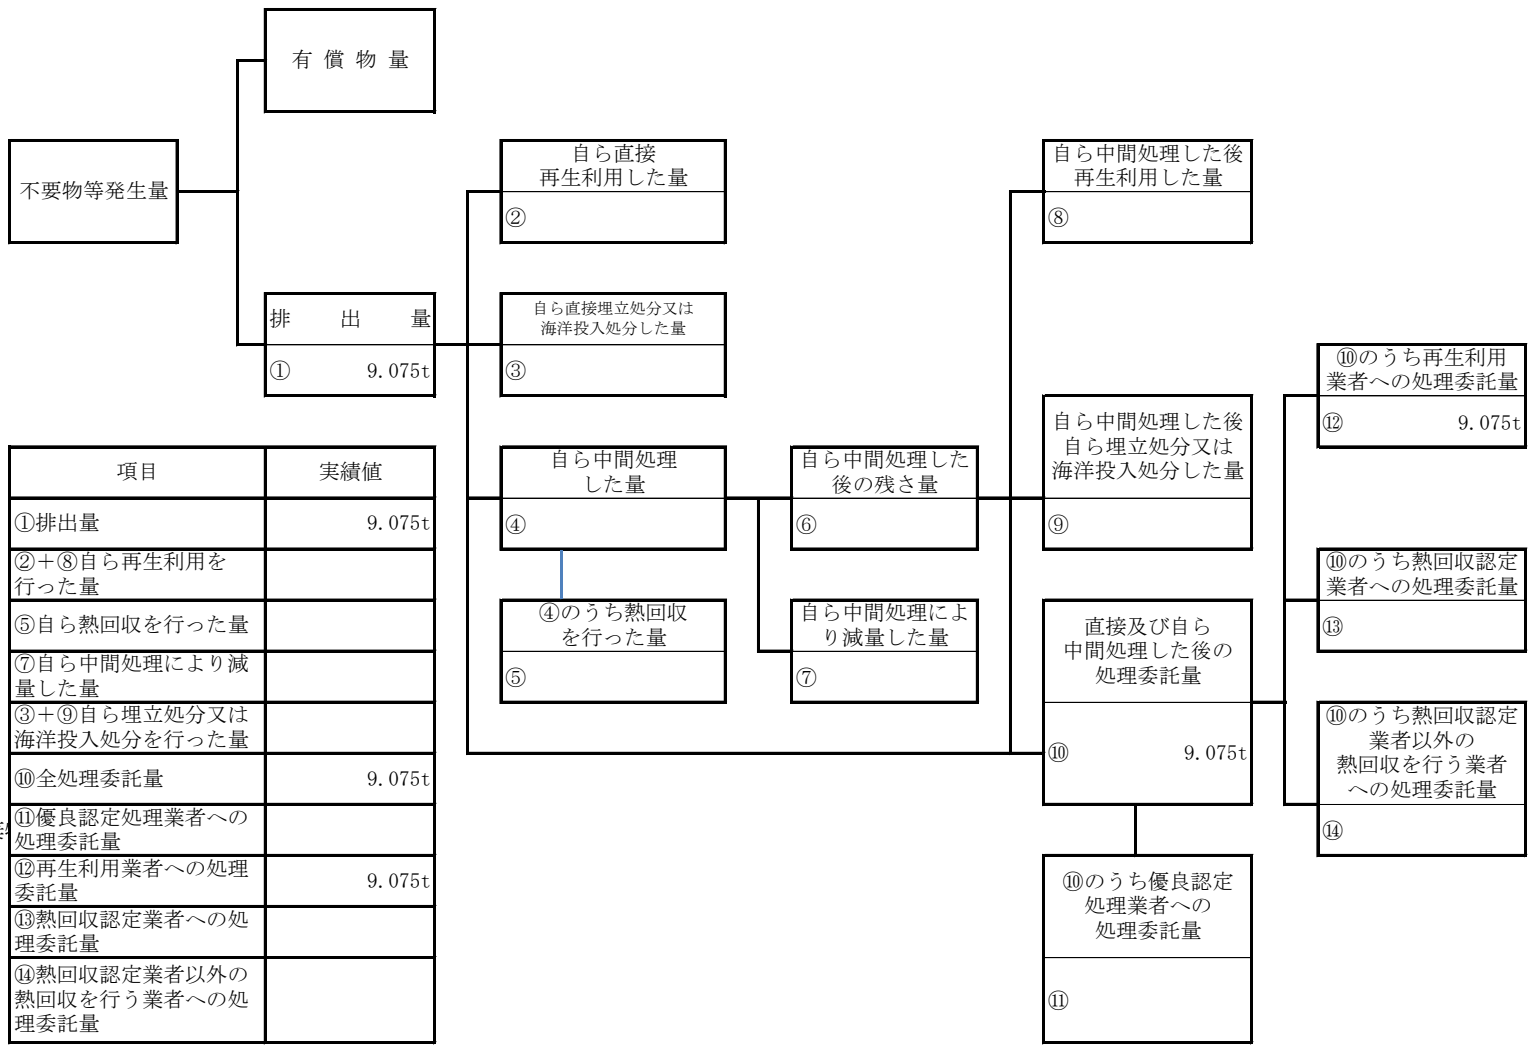 有 償 物 量
不要物等発生量
自ら直接
再生利用した量
②
自ら中間処理した後
再生利用した量
⑧
排 出 量
① 9.075t
自ら直接埋立処分又は
海洋投入処分した量
③
⑩のうち再生利用
業者への処理委託量
⑫ 9.075t
自ら中間処理した後
自ら埋立処分又は
海洋投入処分した量
⑨
自ら中間処理
した量
④
自ら中間処理した
後の残さ量
⑥
⑩のうち熱回収認定
業者への処理委託量
⑬
④のうち熱回収
を行った量
⑤
自ら中間処理によ
り減量した量
⑦
直接及び自ら
中間処理した後の
処理委託量
⑩ 9.075t
⑩のうち熱回収認定
業者以外の
熱回収を行う業者
への処理委託量
⑭
⑩のうち優良認定
処理業者への
処理委託量
⑪
項目 実績値
①排出量 9.075t
②+⑧自ら再生利用を
行った量
⑤自ら熱回収を行った量
⑦自ら中間処理により減
量した量
③+⑨自ら埋立処分又は
海洋投入処分を行った量
⑩全処理委託量 9.075t
⑪優良認定処理業者への
処理委託量
⑫再生利用業者への処理
委託量 9.075t
⑬熱回収認定業者への処
理委託量
⑭熱回収認定業者以外の
熱回収を行う業者への処
理委託量